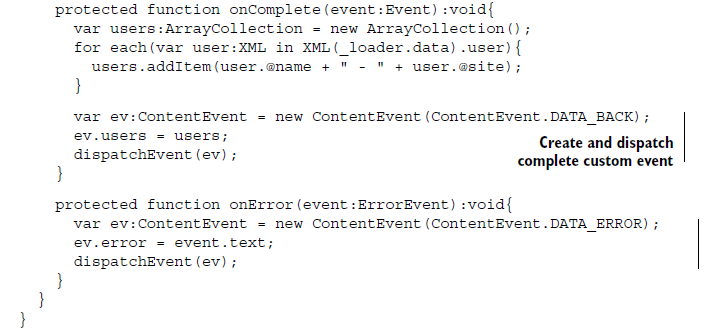 protected function onComplete(event:Event):void{
var users:ArrayCollection = new ArrayCollection();
for each(var user:XML in XML(_loader.data).user){
users.addItem(user.@name + " - " + user.@site);
}
var ev:ContentEvent = new ContentEvent(ContentEvent.DATA_BACK);
ev.users = users;
dispatchEvent(ev);
}
Create and dispatch
complete custom event
protected function onError(event:ErrorEvent):void{
var ev:ContentEvent = new ContentEvent(ContentEvent.DATA_ERROR);
ev.error = event.text;
dispatchEvent(ev);
}
}
}